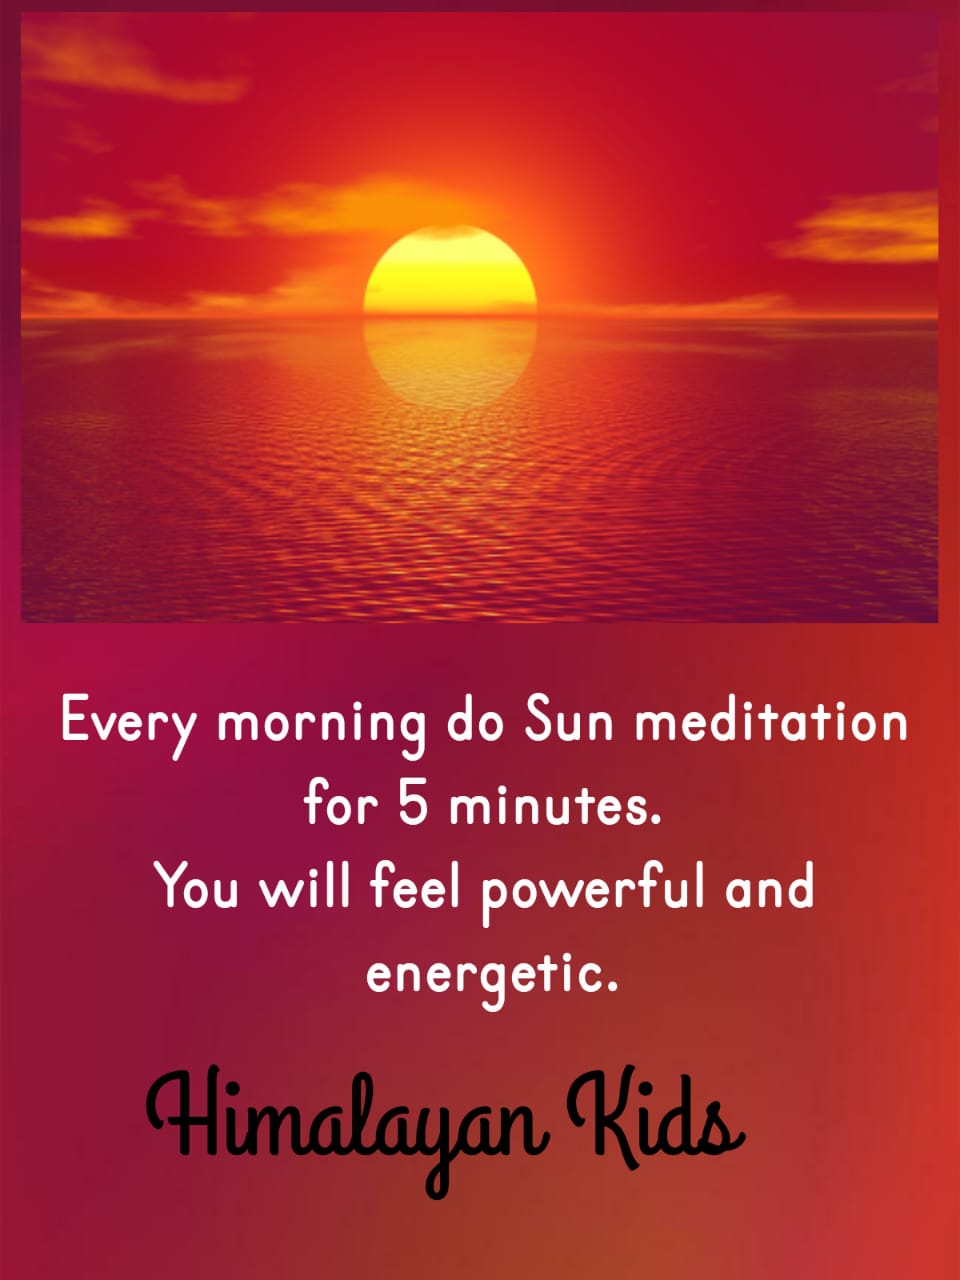 Every morning do Sun meditation
for 5 minutes.
You will feel powerful and
energetic.
Himalayan Kids